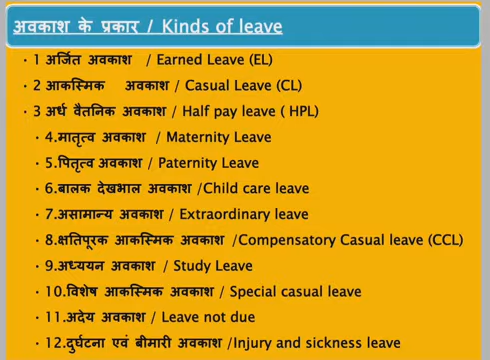 अवकाश के प्रकार / Kinds of leave
• 1 अर्जित अवकाश / Earned Leave (EL)
• 2 आकस्मिक अवकाश / Casual Leave (CL)
• 3 अर्ध वैतनिक अवकाश / Half pay leave ( HPL)
• 4.मातृत्व अवकाश / Maternity Leave
• 5.पितृत्व अवकाश / Paternity Leave
• 6.बालक देखभाल अवकाश /Child care leave
• 7.असामान्य अवकाश / Extraordinary leave
• 8.क्षतिपूरक आकस्मिक अवकाश /Compensatory Casual leave (CCL)
• 9.अध्ययन अवकाश / Study Leave
• 10.विशेष आकस्मिक अवकाश / Special casual leave
• 11.अदेय अवकाश / Leave not due
• 12.दुर्घटना एवं बीमारी अवकाश /Injury and sickness leave